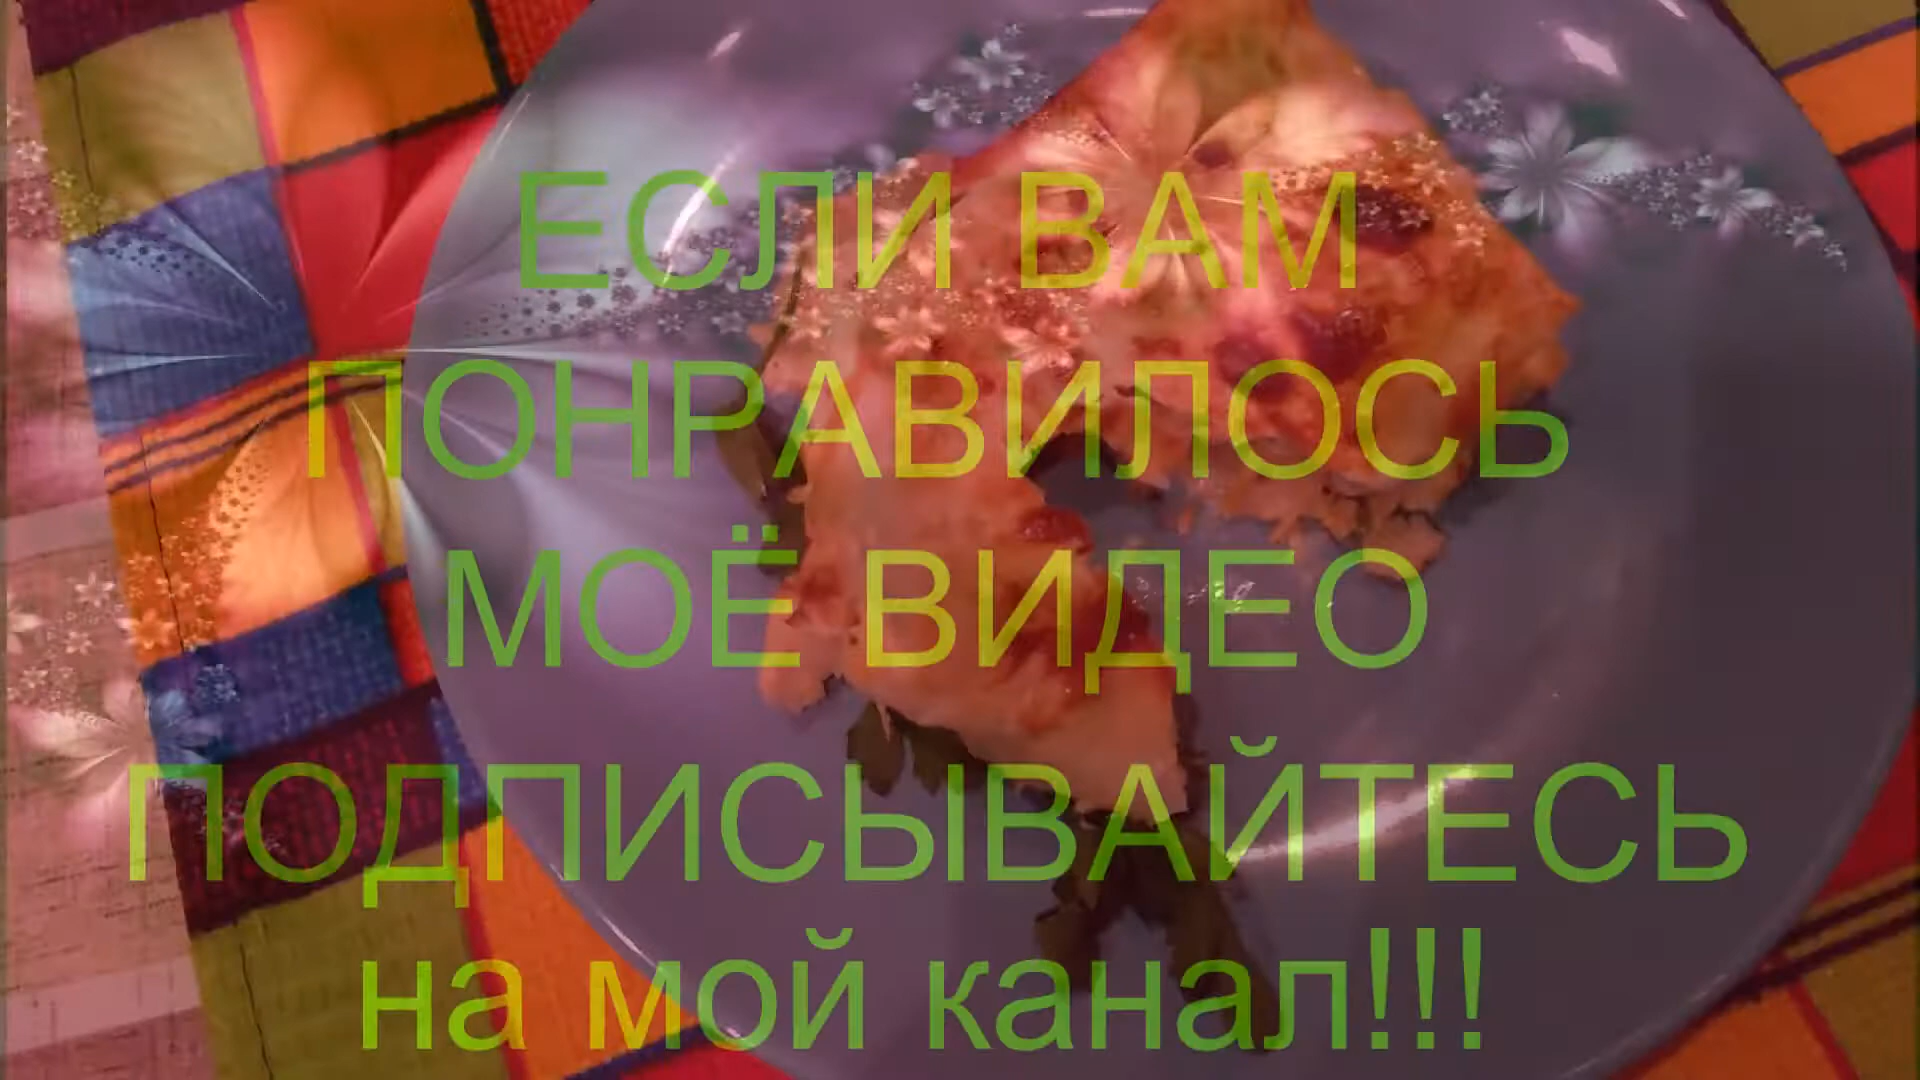 ЕСЛИ ВАМ
ПОНРАВИЛОСЬ
МОЁ ВИДЕО
ПОДПИСЫВАЙТЕСЬ
на мой канал!!!